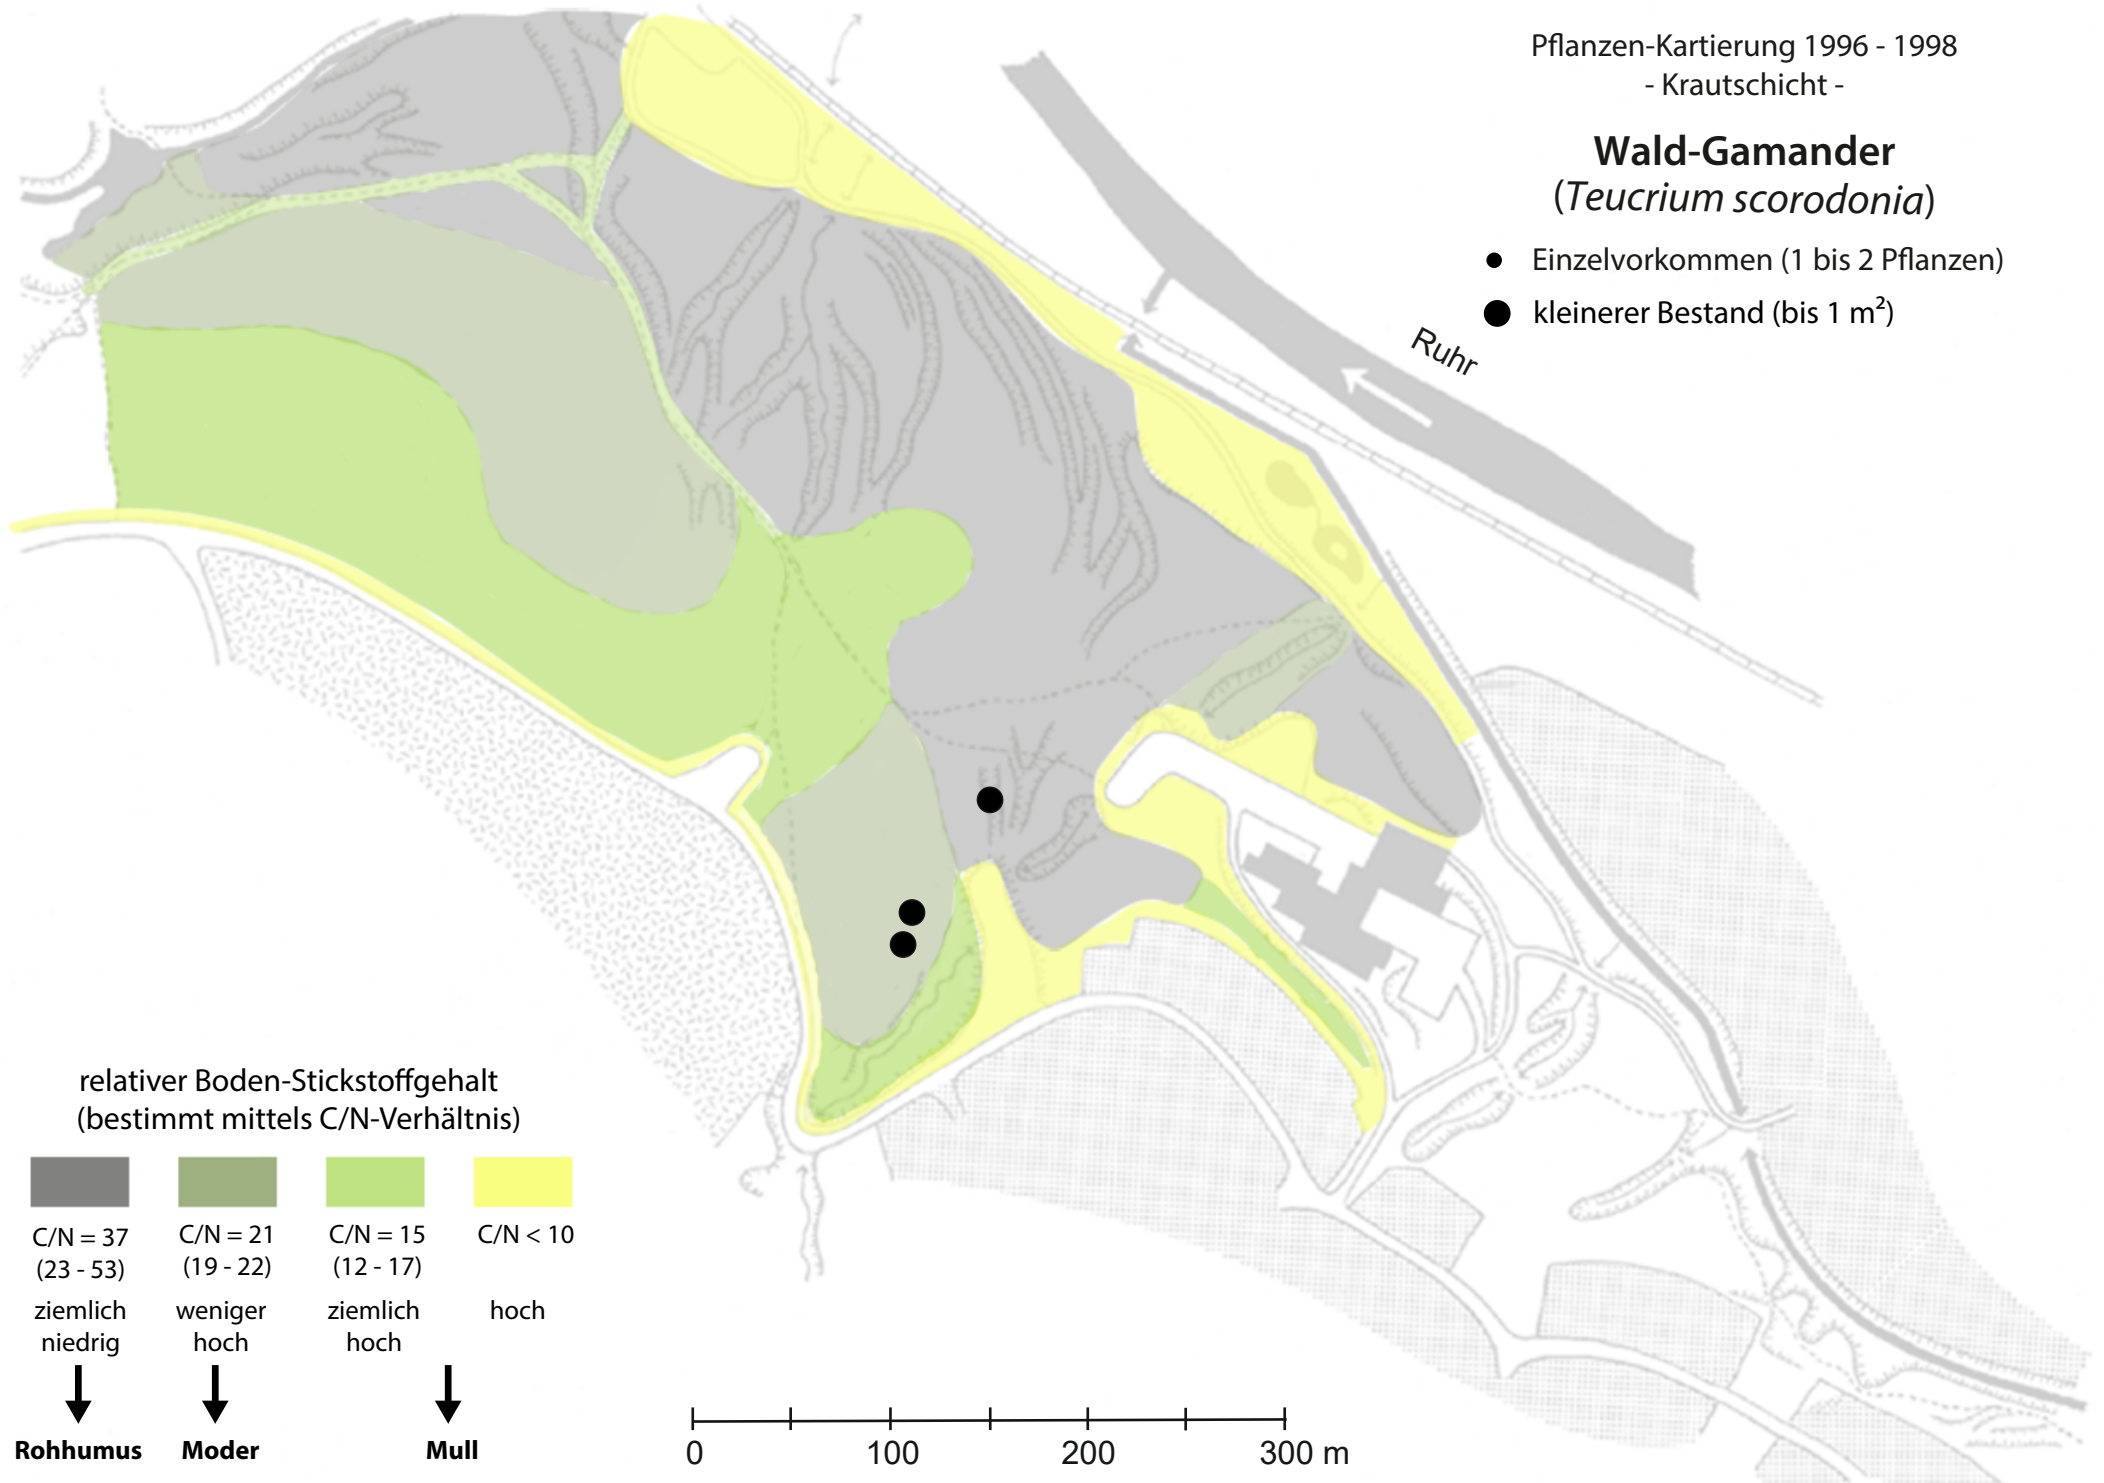 Pflanzen-Kartierung 1996 - 1998
- Krautschicht -
Wald-Gamander
(Teucrium scorodonia)
Einzelvorkommen (1 bis 2 Pflanzen)
kleinerer Bestand (bis 1 m²)
Ruhr
relativer Boden-Stickstoffgehalt
(bestimmt mittels C/N-Verhältnis)
C/N = 37 C/N = 21 C/N = 15 C/N < 10
(23 - 53) (19 - 22) (12 - 17)
ziemlich weniger ziemlich hoch
niedrig hoch hoch
Rohhumus Moder Mull
0 100 200 300 m